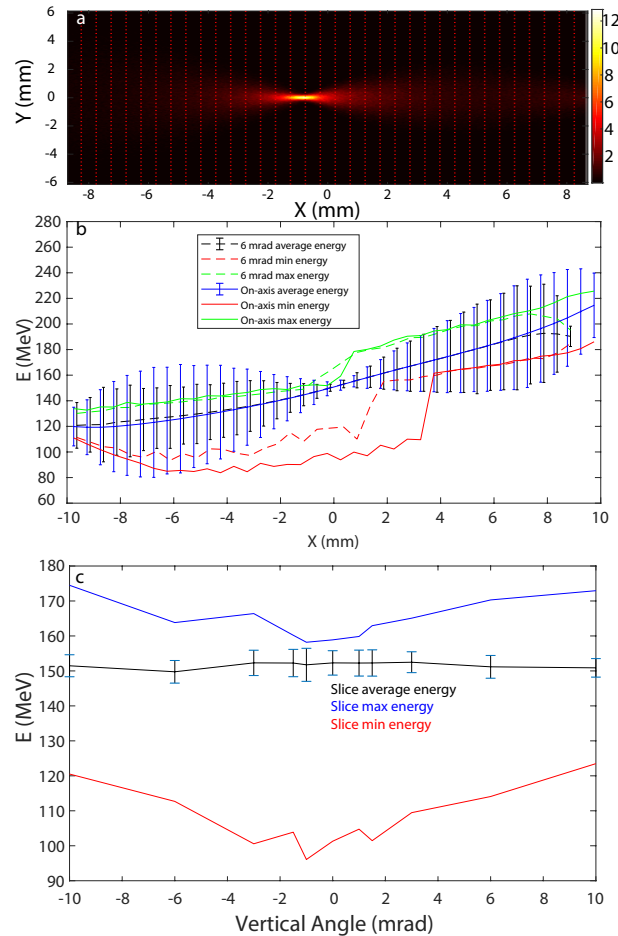 a
6
4
2
0
-2
-4
-6
Y (mm)
12
10
8
6
4
2
-8 -6 -4 -2 0 2 4 6 8
X (mm)
b
280
260
240
220
200
180
160
140
120
100
80
60
E (MeV)
6 mrad average energy
6 mrad min energy
6 mrad max energy
On-axis average energy
On-axis min energy
On-axis max energy
-10 -8 -6 -4 -2 0 2 4 6 8 10
X (mm)
c
180
170
160
150
140
130
120
110
100
90
E (MeV)
Slice average energy
Slice max energy
Slice min energy
-10 -8 -6 -4 -2 0 2 4 6 8 10
Vertical Angle (mrad)